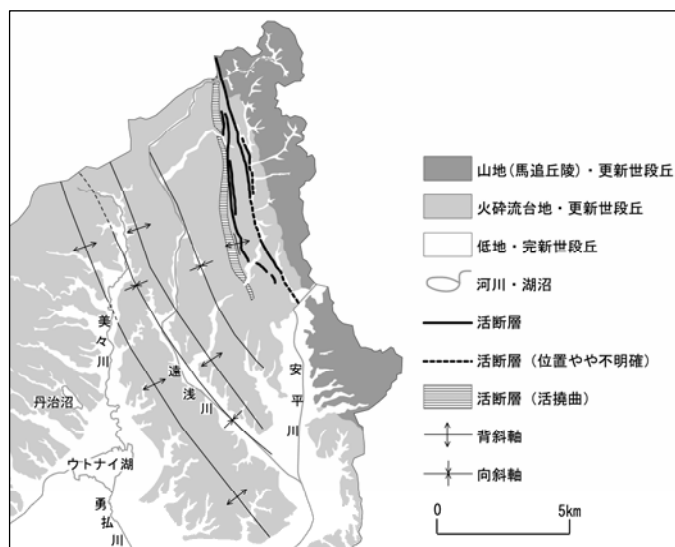 美々川
丹治沼
ウトナイ湖
勇払川
遠浅川
安平川
山地(馬追丘陵)・更新世段丘
火砕流台地・更新世段丘
低地・完新世段丘
河川・湖沼
活断層
活断層(位置やや不明確)
活断層(活撓曲)
背斜軸
向斜軸
0 5km